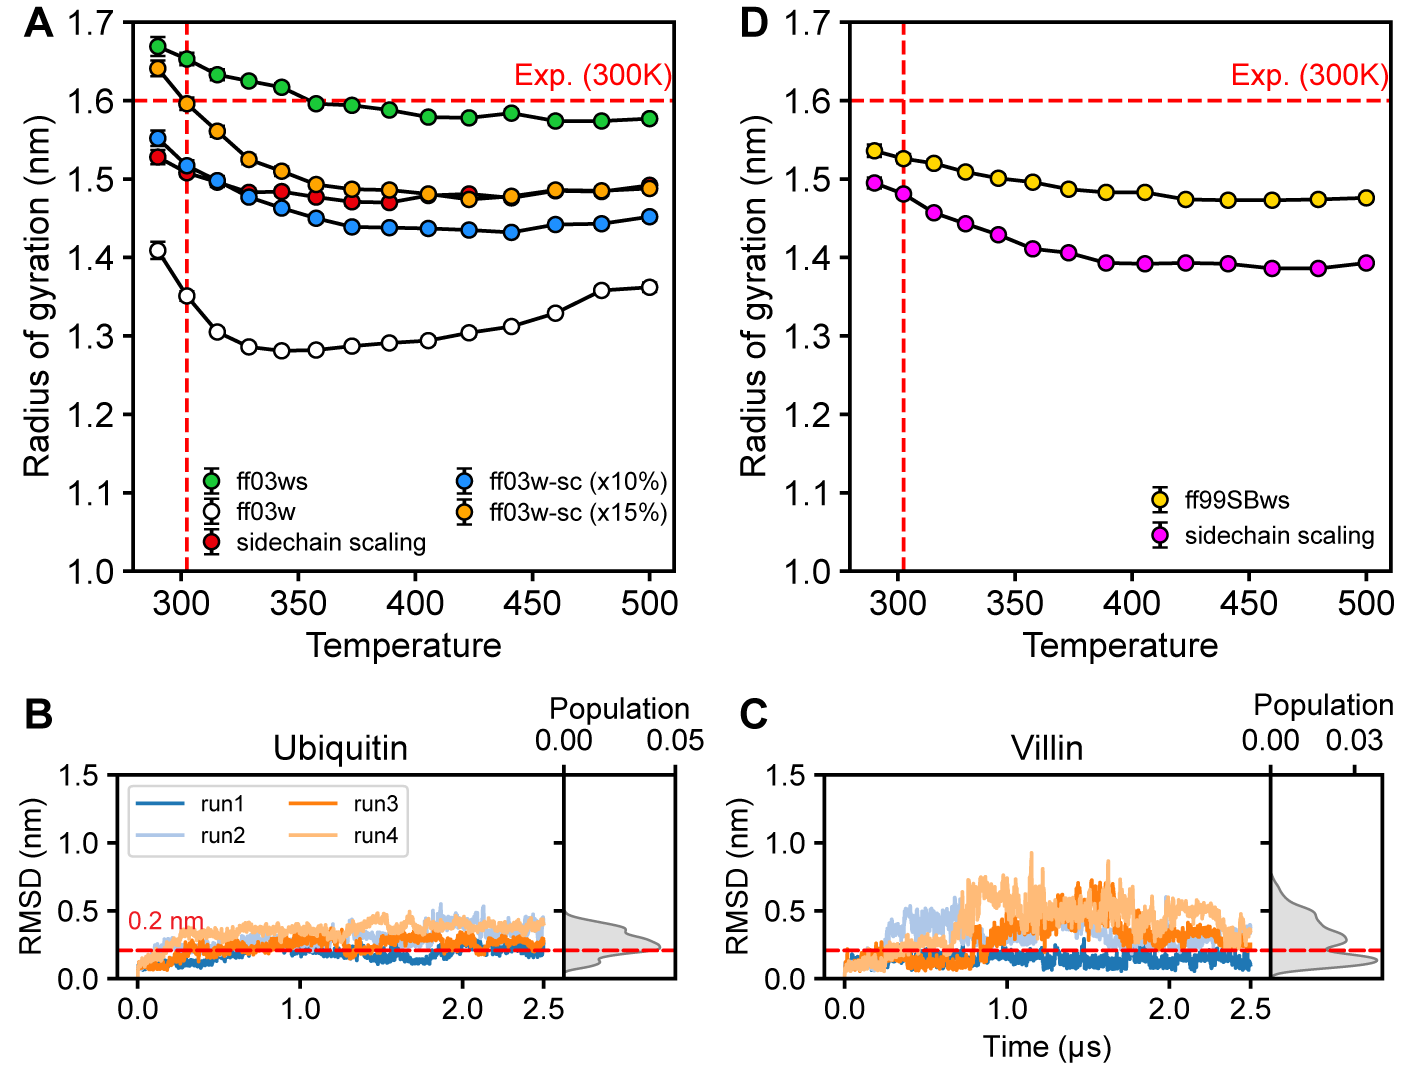 A
1.7
1.6
1.5
1.4
1.3
1.2
1.1
1.0
Radius of gyration (nm)
Exp. (300K)
ff03ws
ff03w
sidechain scaling
ff03w-sc (x10%)
ff03w-sc (x15%)
300 350 400 450 500
Temperature
D
1.7
1.6
1.5
1.4
1.3
1.2
1.1
1.0
Radius of gyration (nm)
Exp. (300K)
ff99SBws
sidechain scaling
300 350 400 450 500
Temperature
B
Ubiquitin
Population
0.00 0.05
1.5
1.0
0.5
0.0
RMSD (nm)
run1
run2
run3
run4
0.2 nm
0.0 1.0 2.0 2.5
C
Villin
Population
0.00 0.03
1.5
1.0
0.5
0.0
RMSD (nm)
0.0 1.0 2.0 2.5
Time (μs)